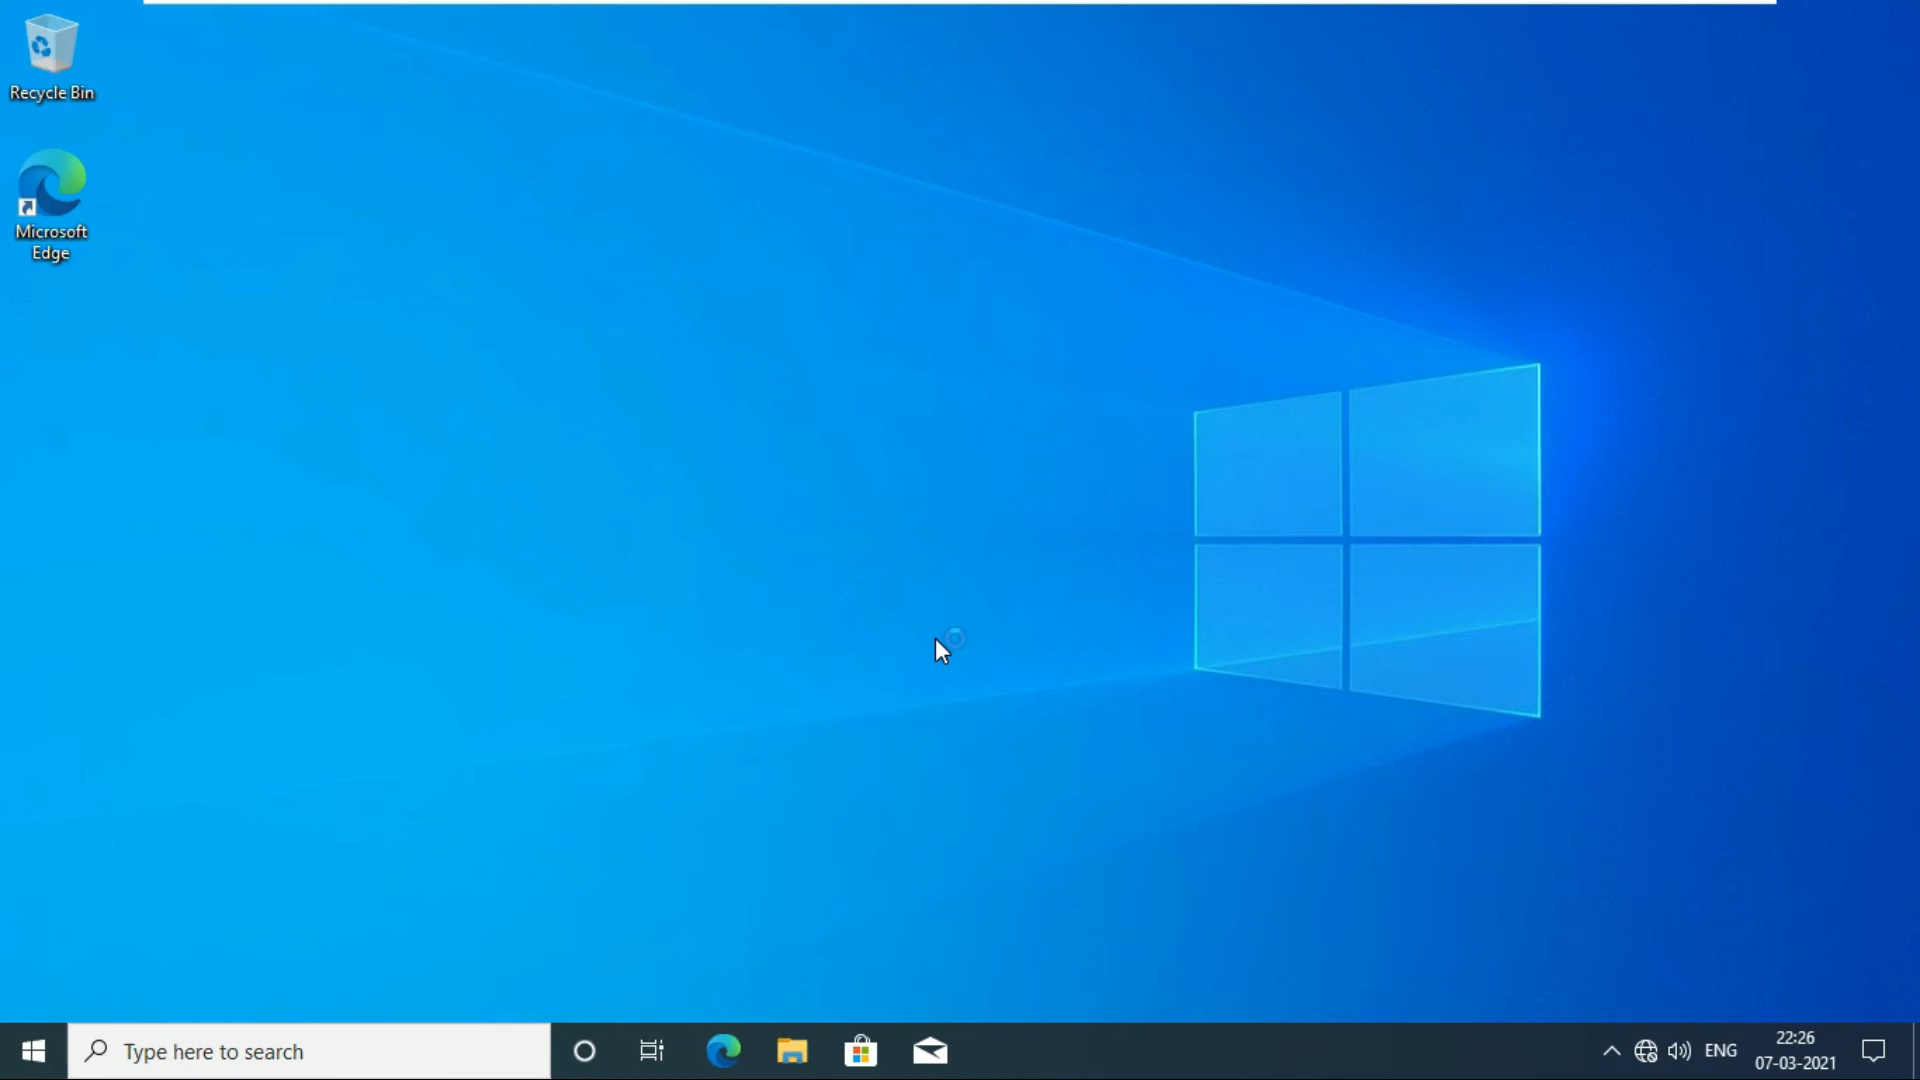 Recycle Bin
Microsoft
Edge
Type here to search
ENG
22:26
07-03-2021